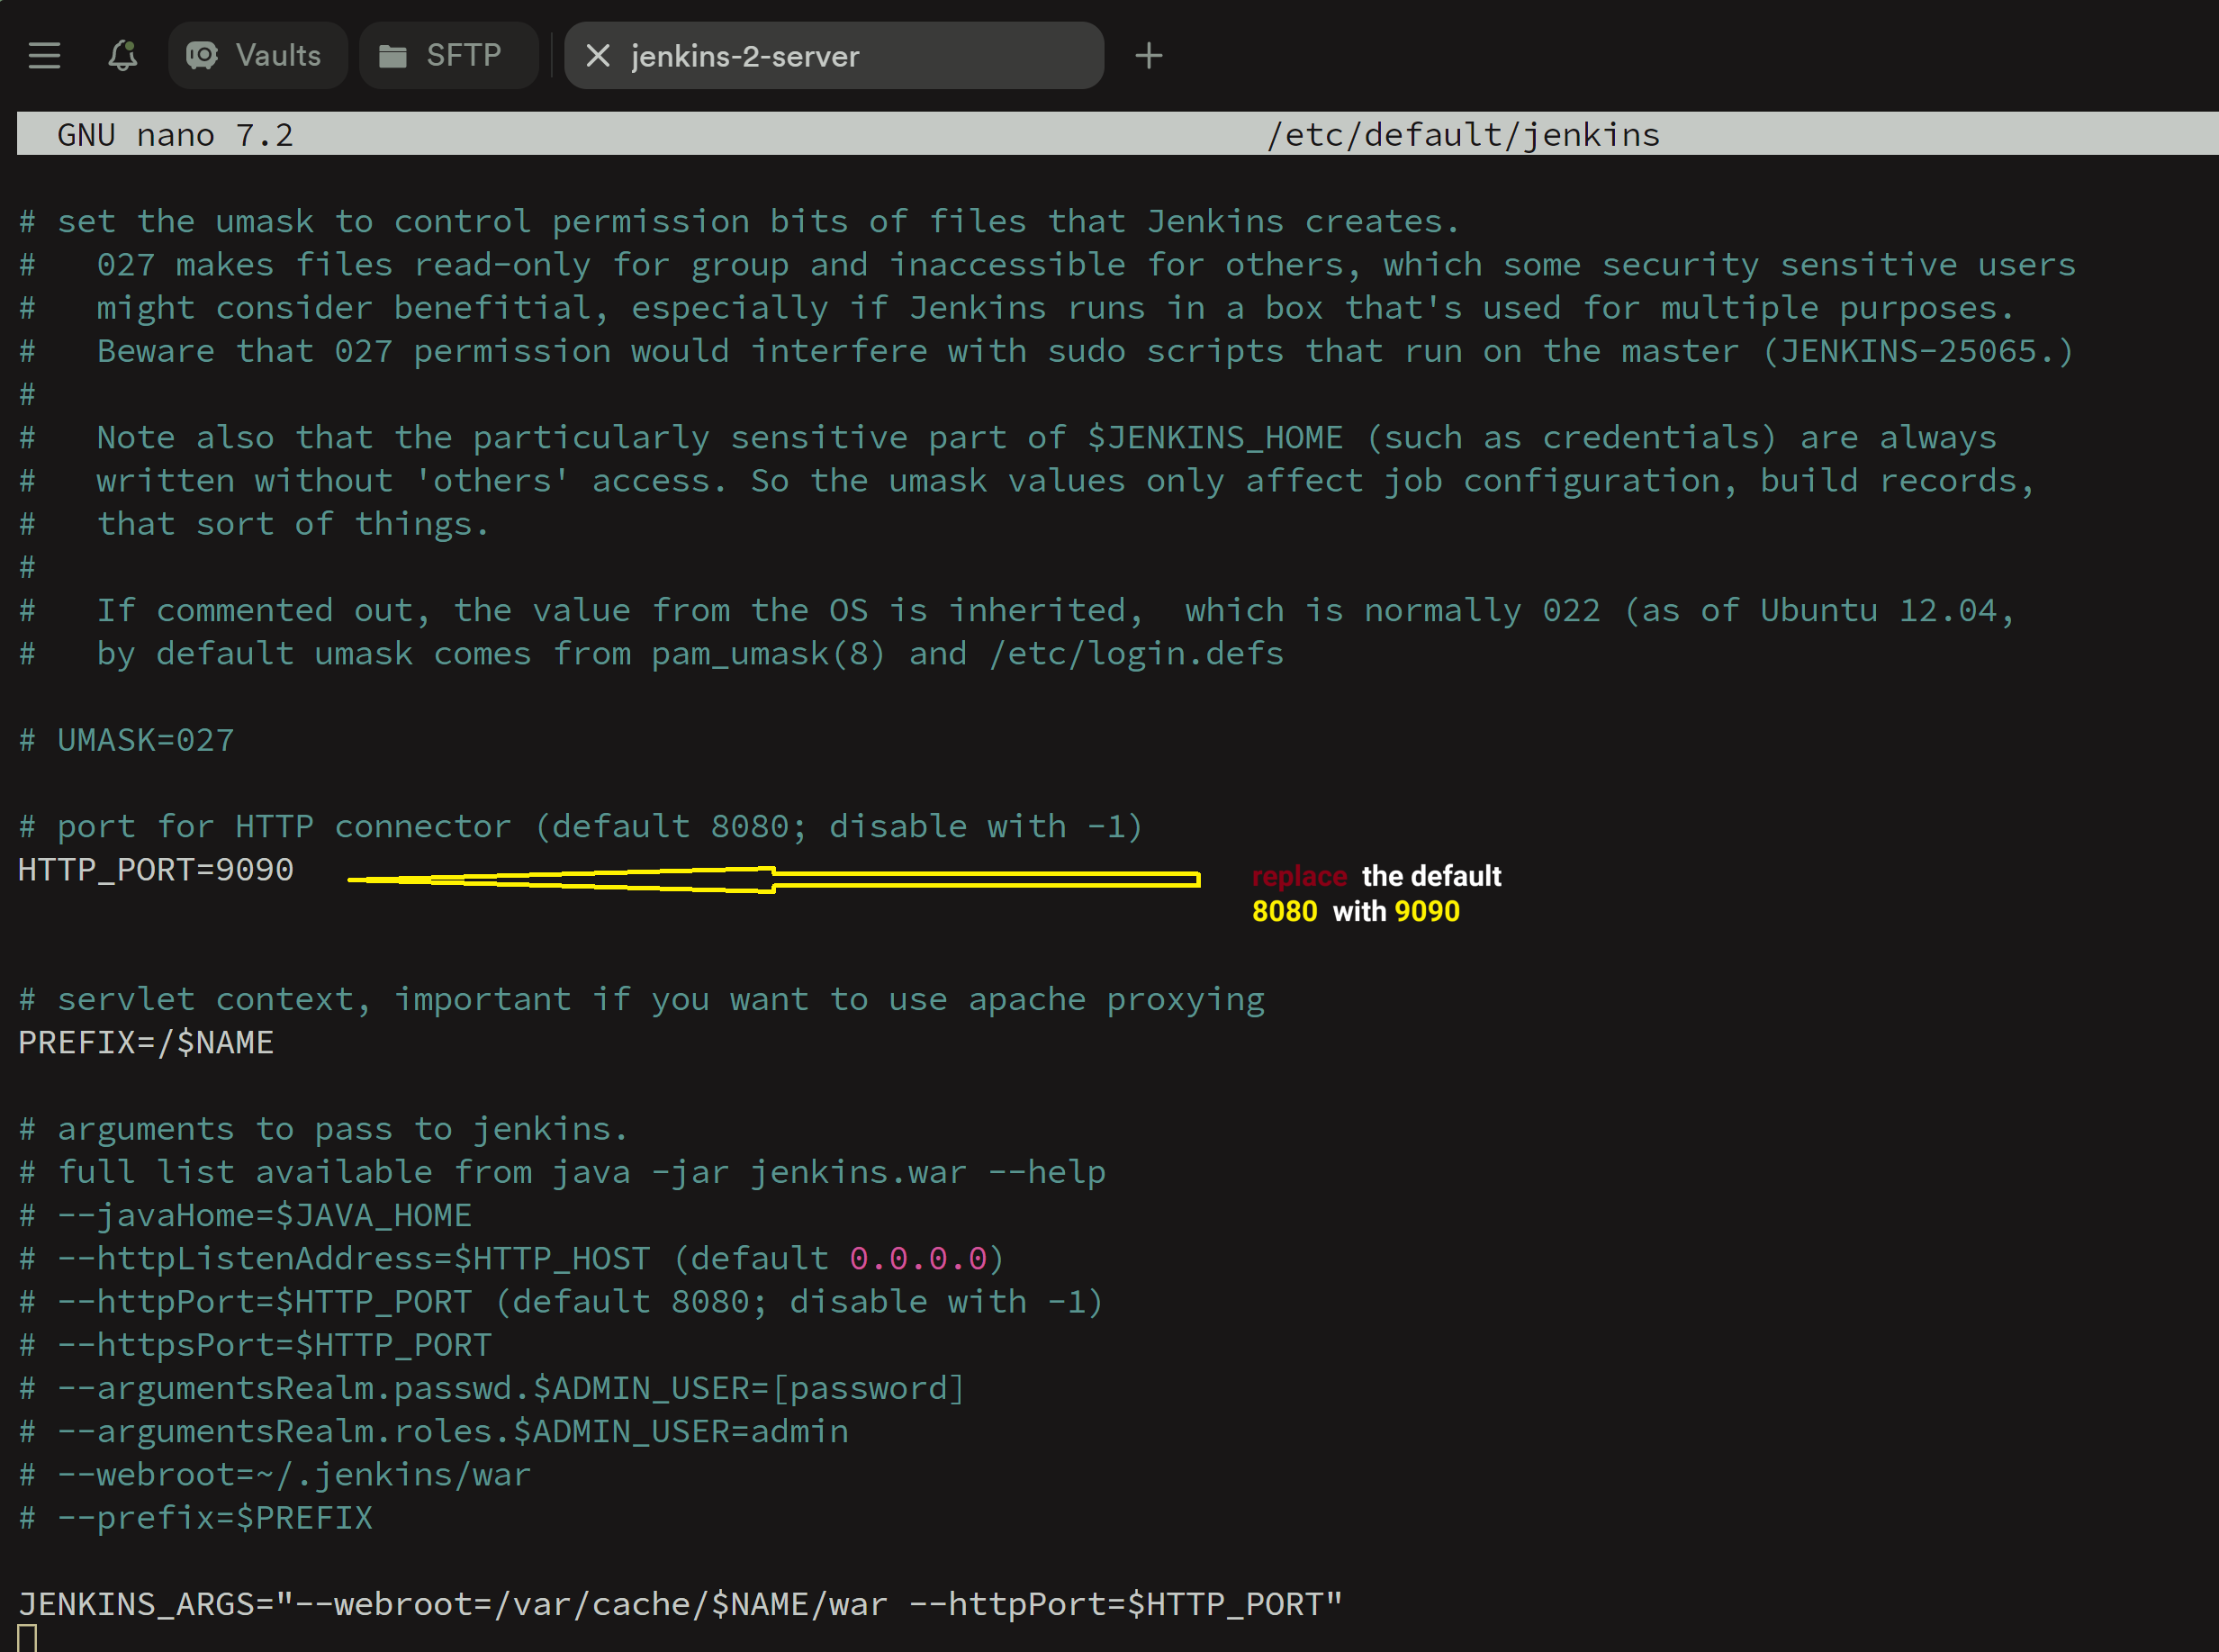 Vaults SFTP jenkins-2-server
GNU nano 7.2 /etc/default/jenkins
# set the umask to control permission bits of files that Jenkins creates.
#   027 makes files read-only for group and inaccessible for others, which some security sensitive users
#   might consider benefitial, especially if Jenkins runs in a box that's used for multiple purposes.
#   Beware that 027 permission would interfere with sudo scripts that run on the master (JENKINS-25065.)
#
#   Note also that the particularly sensitive part of $JENKINS_HOME (such as credentials) are always
#   written without 'others' access. So the umask values only affect job configuration, build records,
#   that sort of things.
#
#   If commented out, the value from the OS is inherited,  which is normally 022 (as of Ubuntu 12.04,
#   by default umask comes from pam_umask(8) and /etc/login.defs
# UMASK=027
# port for HTTP connector (default 8080; disable with -1)
HTTP_PORT=9090
replace the default
8080 with 9090
# servlet context, important if you want to use apache proxying
PREFIX=/$NAME
# arguments to pass to jenkins.
# full list available from java -jar jenkins.war --help
# --javaHome=$JAVA_HOME
# --httpListenAddress=$HTTP_HOST (default 0.0.0.0)
# --httpPort=$HTTP_PORT (default 8080; disable with -1)
# --httpsPort=$HTTP_PORT
# --argumentsRealm.passwd.$ADMIN_USER=[password]
# --argumentsRealm.roles.$ADMIN_USER=admin
# --webroot=~/.jenkins/war
# --prefix=$PREFIX
JENKINS_ARGS="--webroot=/var/cache/$NAME/war --httpPort=$HTTP_PORT"